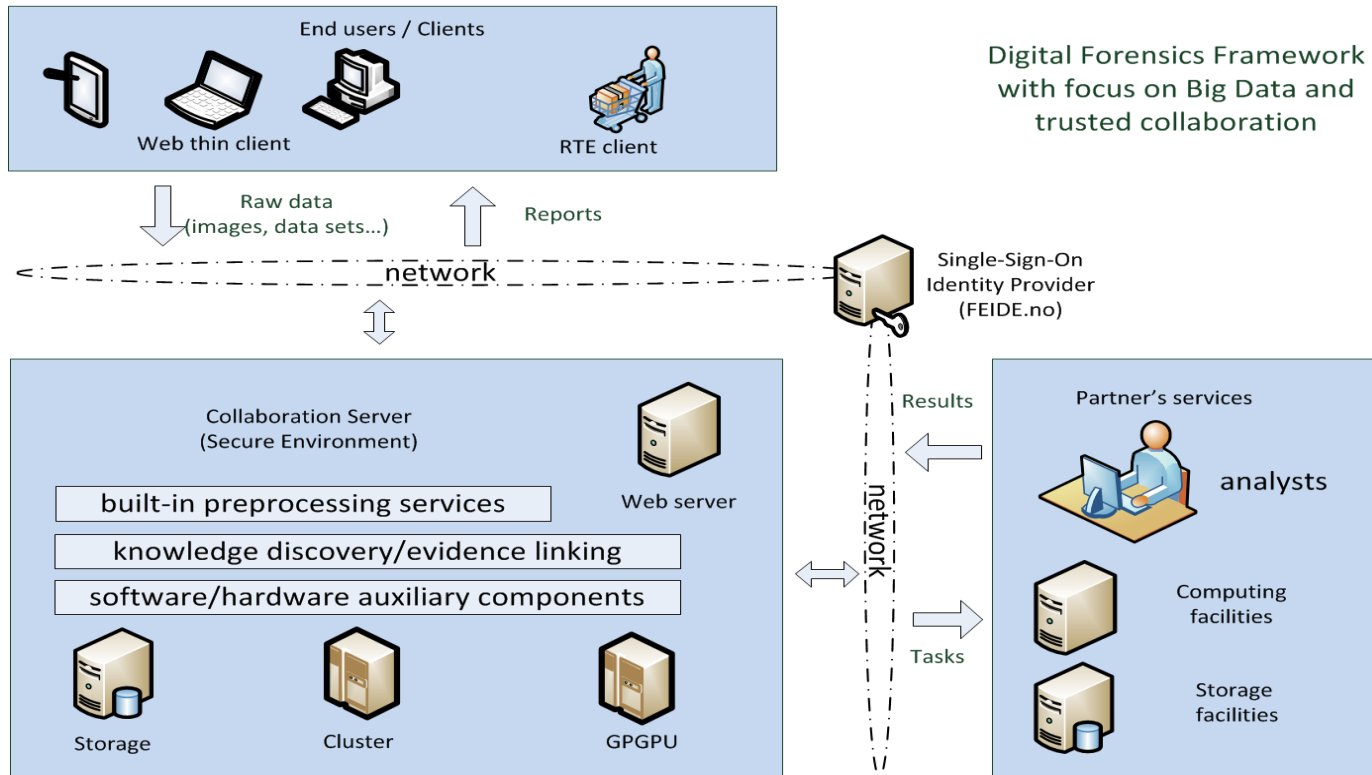 End users / Clients
Web thin client
RTE client
Digital Forensics Framework
with focus on Big Data and
trusted collaboration
Raw data
(images, data sets...)
Reports
network
Single-Sign-On
Identity Provider
(FEIDE.no)
Collaboration Server
(Secure Environment)
Web server
built-in preprocessing services
knowledge discovery/evidence linking
software/hardware auxiliary components
Storage
Cluster
GPGPU
Results
network
Tasks
Partner's services
analysts
Computing
facilities
Storage
facilities